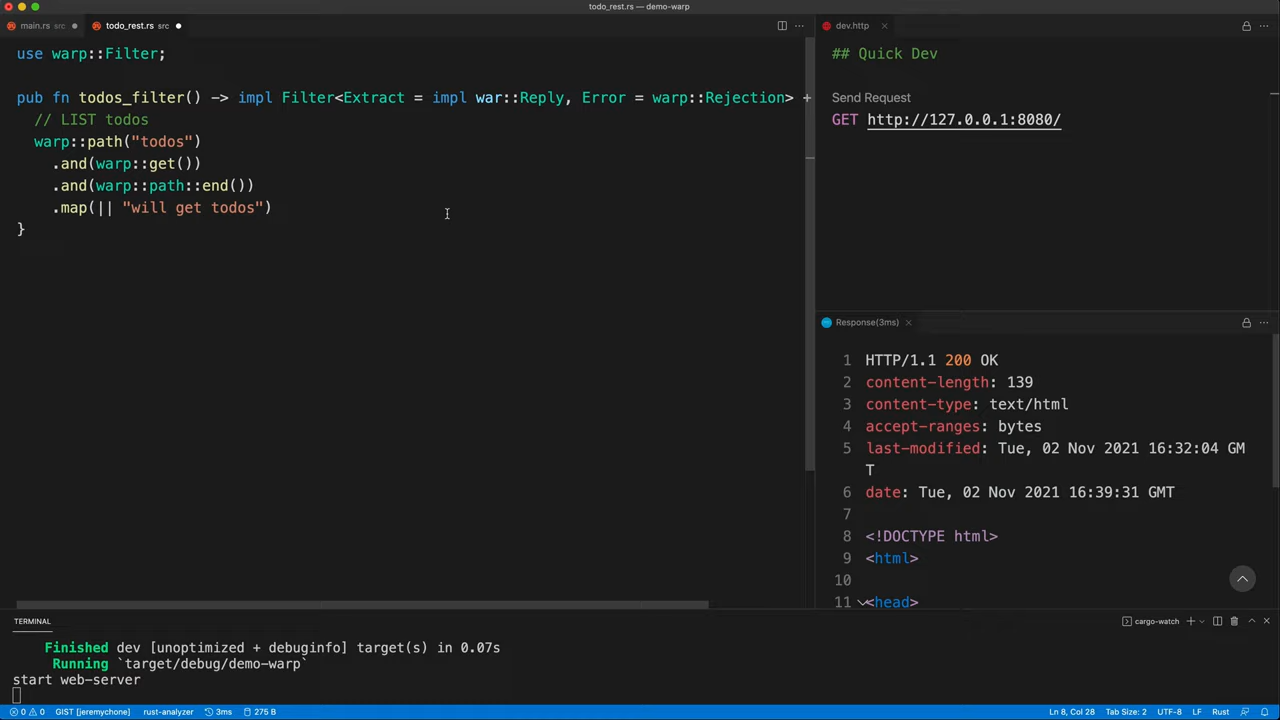 todo_rest.rs — demo-warp
main.rs src
todo_rest.rs src
use warp::Filter;
pub fn todos_filter() -> impl Filter<Extract = impl war::Reply, Error = warp::Rejection> +
// LIST todos
warp::path("todos")
.and(warp::get())
.and(warp::path::end())
.map(|| "will get todos")
}
dev.http
## Quick Dev
Send Request
GET http://127.0.0.1:8080/
Response(3ms)
1 HTTP/1.1 200 OK
2 content-length: 139
3 content-type: text/html
4 accept-ranges: bytes
5 last-modified: Tue, 02 Nov 2021 16:32:04 GM
T
6 date: Tue, 02 Nov 2021 16:39:31 GMT
7
8 <!DOCTYPE html>
9 <html>
10
11 <head>
TERMINAL
cargo-watch
Finished dev [unoptimized + debuginfo] target(s) in 0.07s
Running `target/debug/demo-warp`
start web-server
0 0 GIST [jeremychone] rust-analyzer 3ms 275 B Ln 8, Col 28 Tab Size: 2 UTF-8 LF Rust